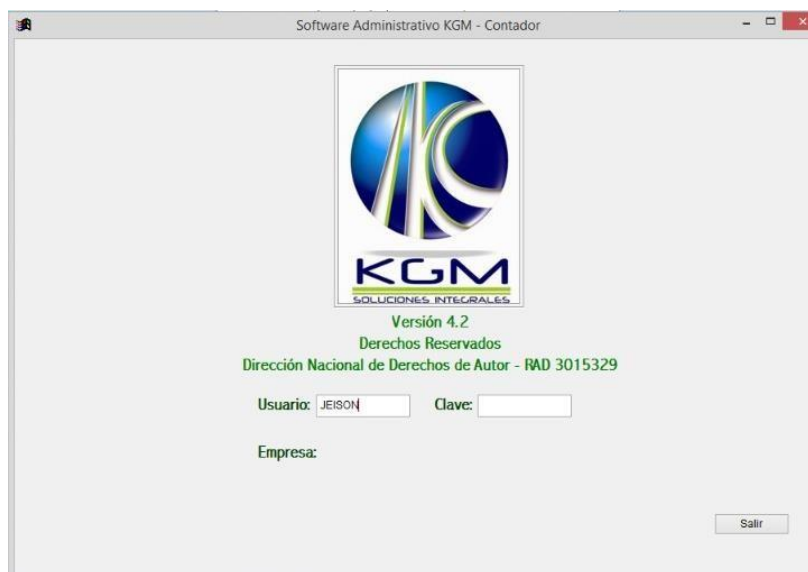 Software Administrativo KGM - Contador
KGM
SOLUCIONES INTEGRALES
Versión 4.2
Derechos Reservados
Dirección Nacional de Derechos de Autor - RAD 3015329
Usuario: JEISON Clave:
Empresa:
Salir